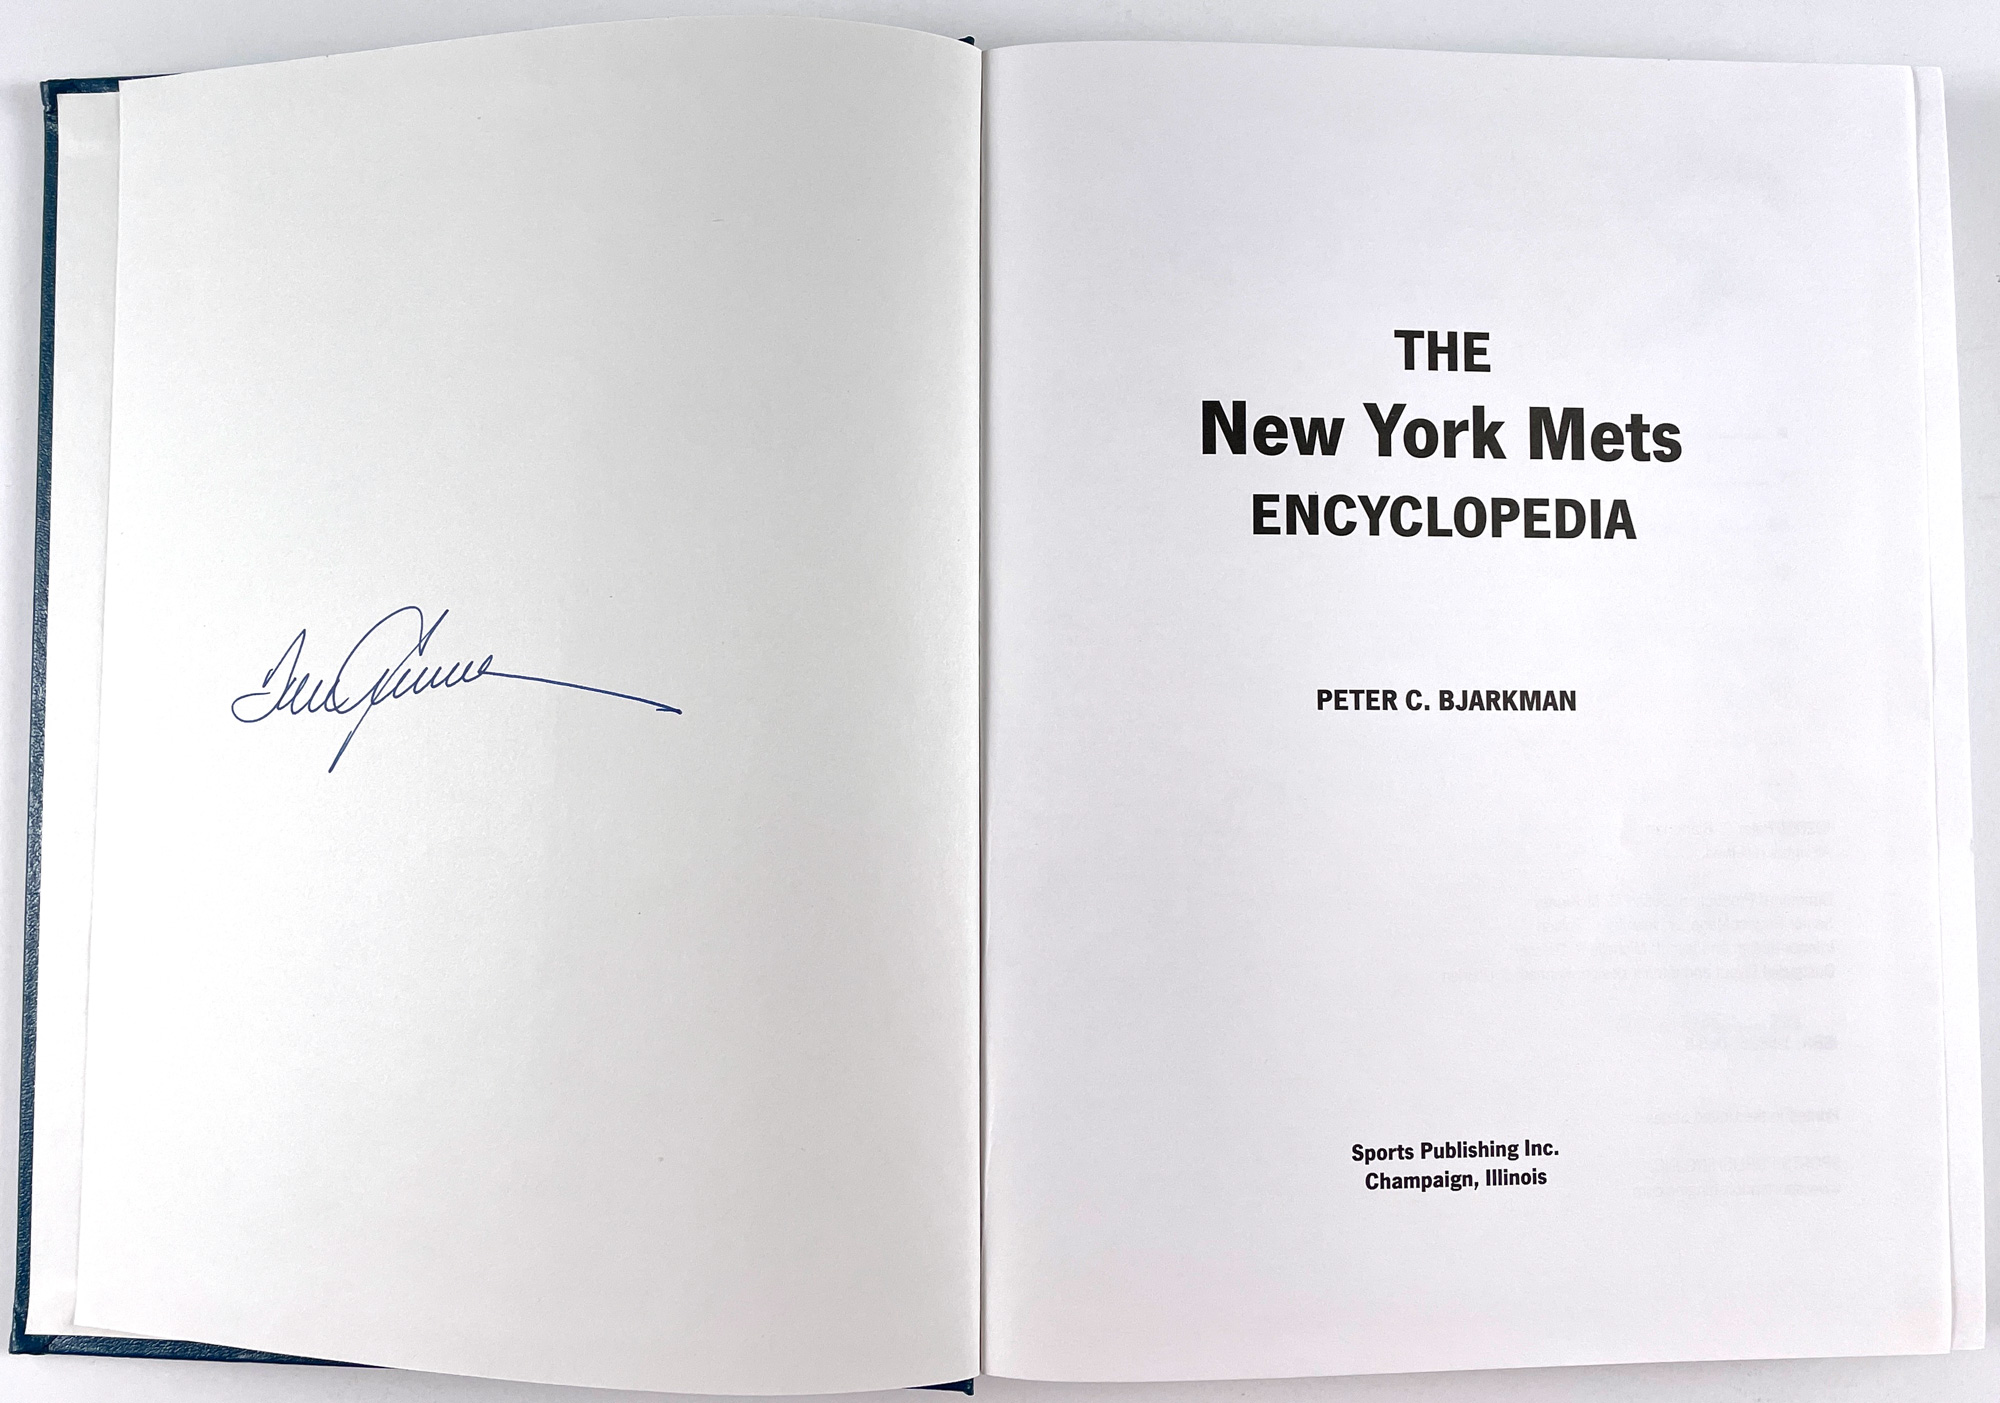 THE
New York Mets
ENCYCLOPEDIA
PETER C. BJARKMAN
Sports Publishing Inc.
Champaign, Illinois